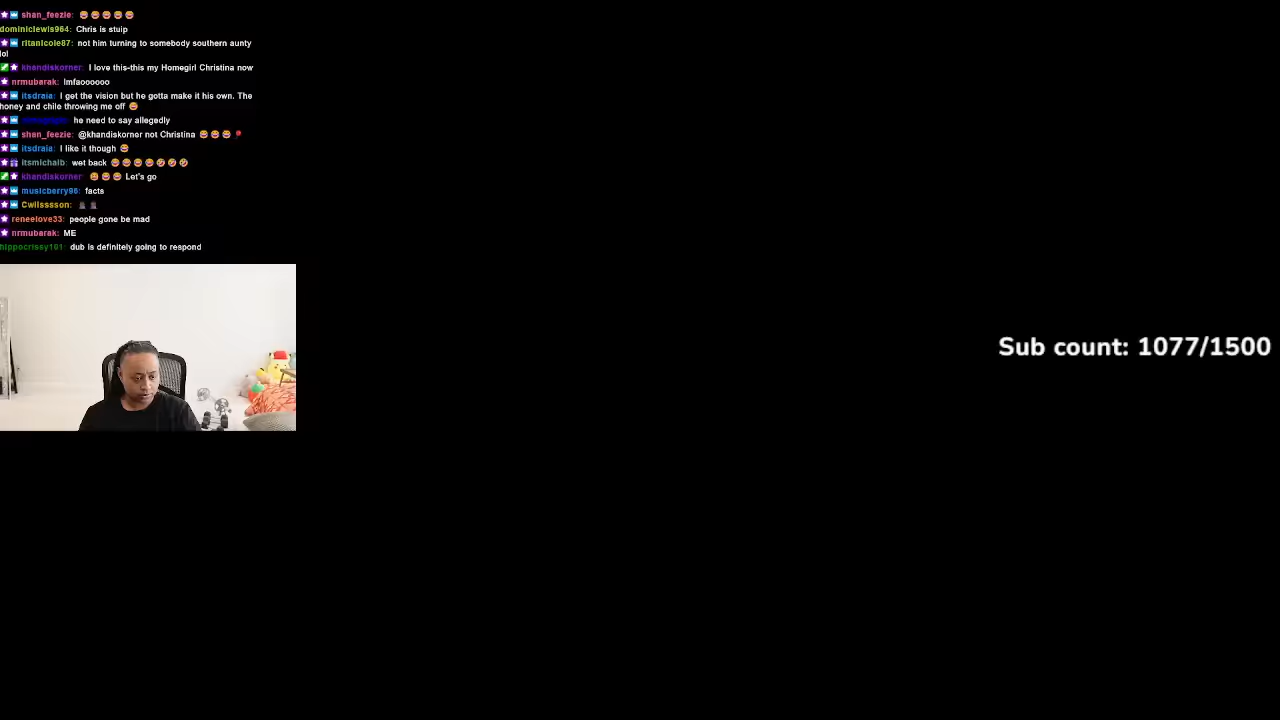 shan_feezie: 😂😂😂😂😂
dominiclewis964: Chris is stuip
ritanicole87: not him turning to somebody southern aunty
lol
khandiskorner: I love this-this my Homegirl Christina now
nrmubarak: lmfaoooooo
itsdraia: I get the vision but he gotta make it his own. The
honey and chile throwing me off
he need to say allegedly
shan_feezie: @khandiskorner not Christina 😂😂😂
itsdraia: I like it though 😂
itsmichaib: wet back 😂😂😂😂🤣🤣🤣
khandiskorner: Let's go
musicberry96: facts
Cwilsssson:
reneelove33: people gone be mad
nrmubarak: ME
hippocrissy101: dub is definitely going to respond
Sub count: 1077/1500